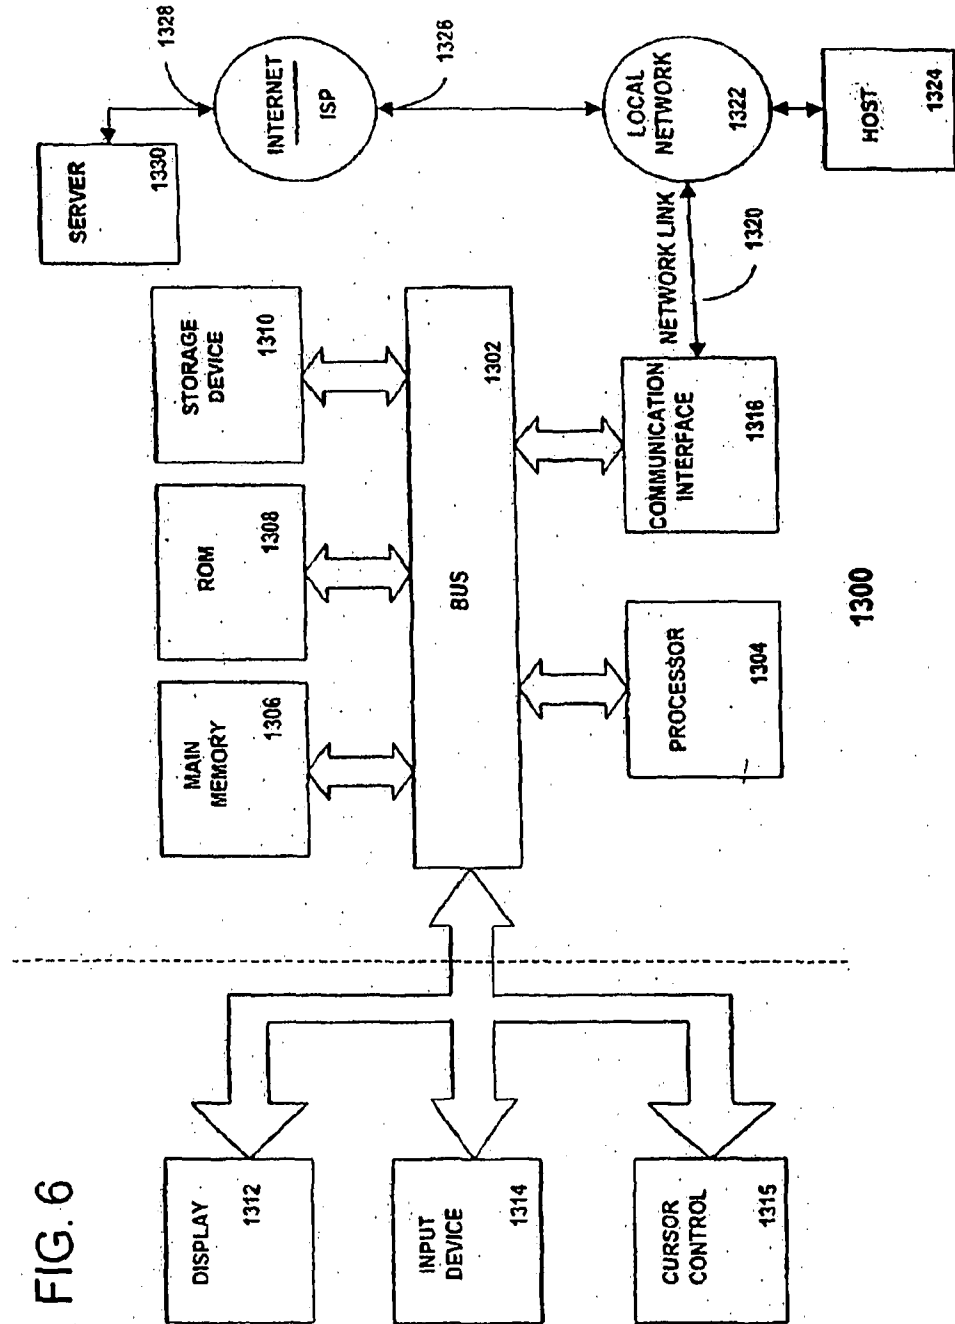 FIG. 6
DISPLAY
1312
INPUT
DEVICE
1314
CURSOR
CONTROL
1315
MAIN
MEMORY
1306
ROM
1308
STORAGE
DEVICE
1310
BUS
1302
PROCESSOR
1304
COMMUNICATION
INTERFACE
1316
SERVER
1330
1328
INTERNET
ISP
1326
LOCAL
NETWORK
1322
NETWORK LINK
1320
HOST
1324
1300